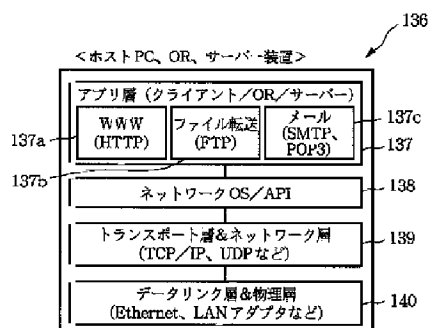 136
<ホストPC、OR、サーバー装置>
アプリ層(クライアント/OR/サーバー)
137a
WWW
(HTTP)
137b
ファイル転送
(FTP)
137c
メール
(SMTP、
POP3)
137
ネットワークOS/API
138
トランスポート層&ネットワーク層
(TCP/IP、UDPなど)
139
データリンク層&物理層
(Ethernet、LANアダプタなど)
140